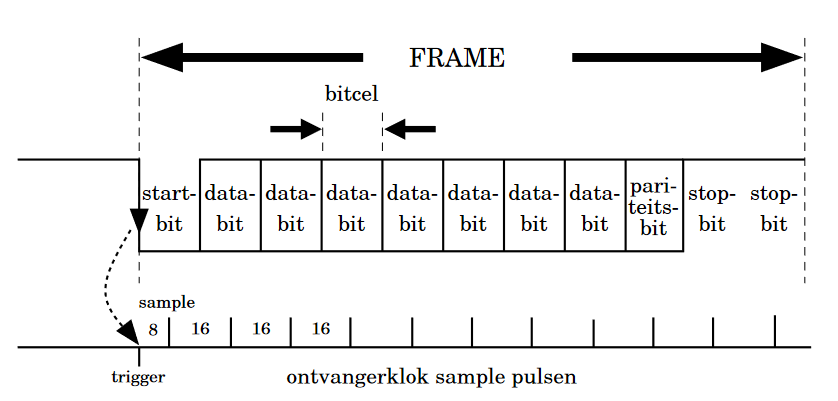 FRAME
bitcel
start-
bit
data-
bit
data-
bit
data-
bit
data-
bit
data-
bit
data-
bit
data-
bit
pari-
teits-
bit
stop-
bit
stop-
bit
sample
8 16 16 16
trigger
ontvangerklok sample pulsen